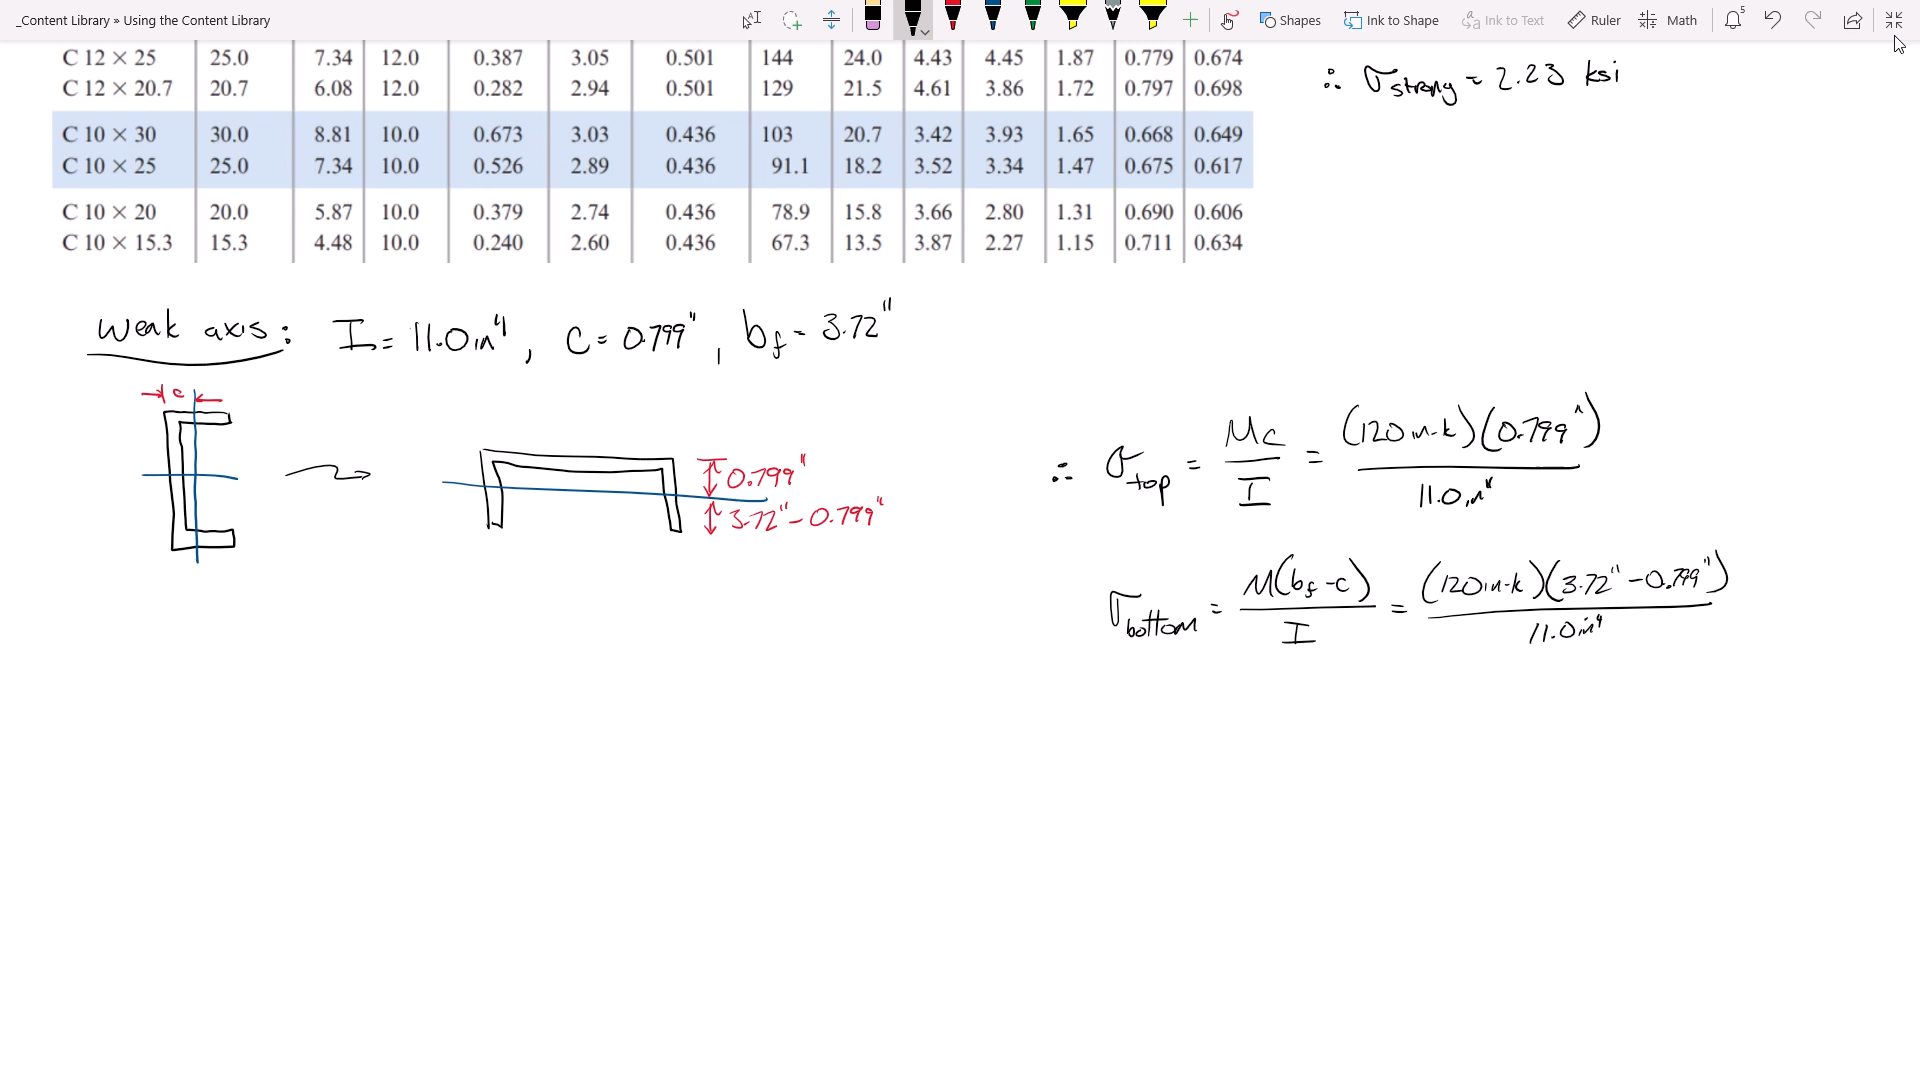 _Content Library » Using the Content Library
Shapes Ink to Shape Ink to Text Ruler Math 5
C 12 × 25 25.0 7.34 12.0 0.387 3.05 0.501 144 24.0 4.43 4.45 1.87 0.779 0.674
C 12 × 20.7 20.7 6.08 12.0 0.282 2.94 0.501 129 21.5 4.61 3.86 1.72 0.797 0.698
C 10 × 30 30.0 8.81 10.0 0.673 3.03 0.436 103 20.7 3.42 3.93 1.65 0.668 0.649
C 10 × 25 25.0 7.34 10.0 0.526 2.89 0.436 91.1 18.2 3.52 3.34 1.47 0.675 0.617
C 10 × 20 20.0 5.87 10.0 0.379 2.74 0.436 78.9 15.8 3.66 2.80 1.31 0.690 0.606
C 10 × 15.3 15.3 4.48 10.0 0.240 2.60 0.436 67.3 13.5 3.87 2.27 1.15 0.711 0.634
∴ σstrong = 2.23 ksi
Weak axis: I = 11.0 in⁴, c = 0.799", bf = 3.72"
c
0.799"
3.72" - 0.799"
∴ σtop = Mc/I = (120 in-k)(0.799")/11.0 in⁴
σbottom = M(bf - c)/I = (120 in-k)(3.72" - 0.799")/11.0 in⁴